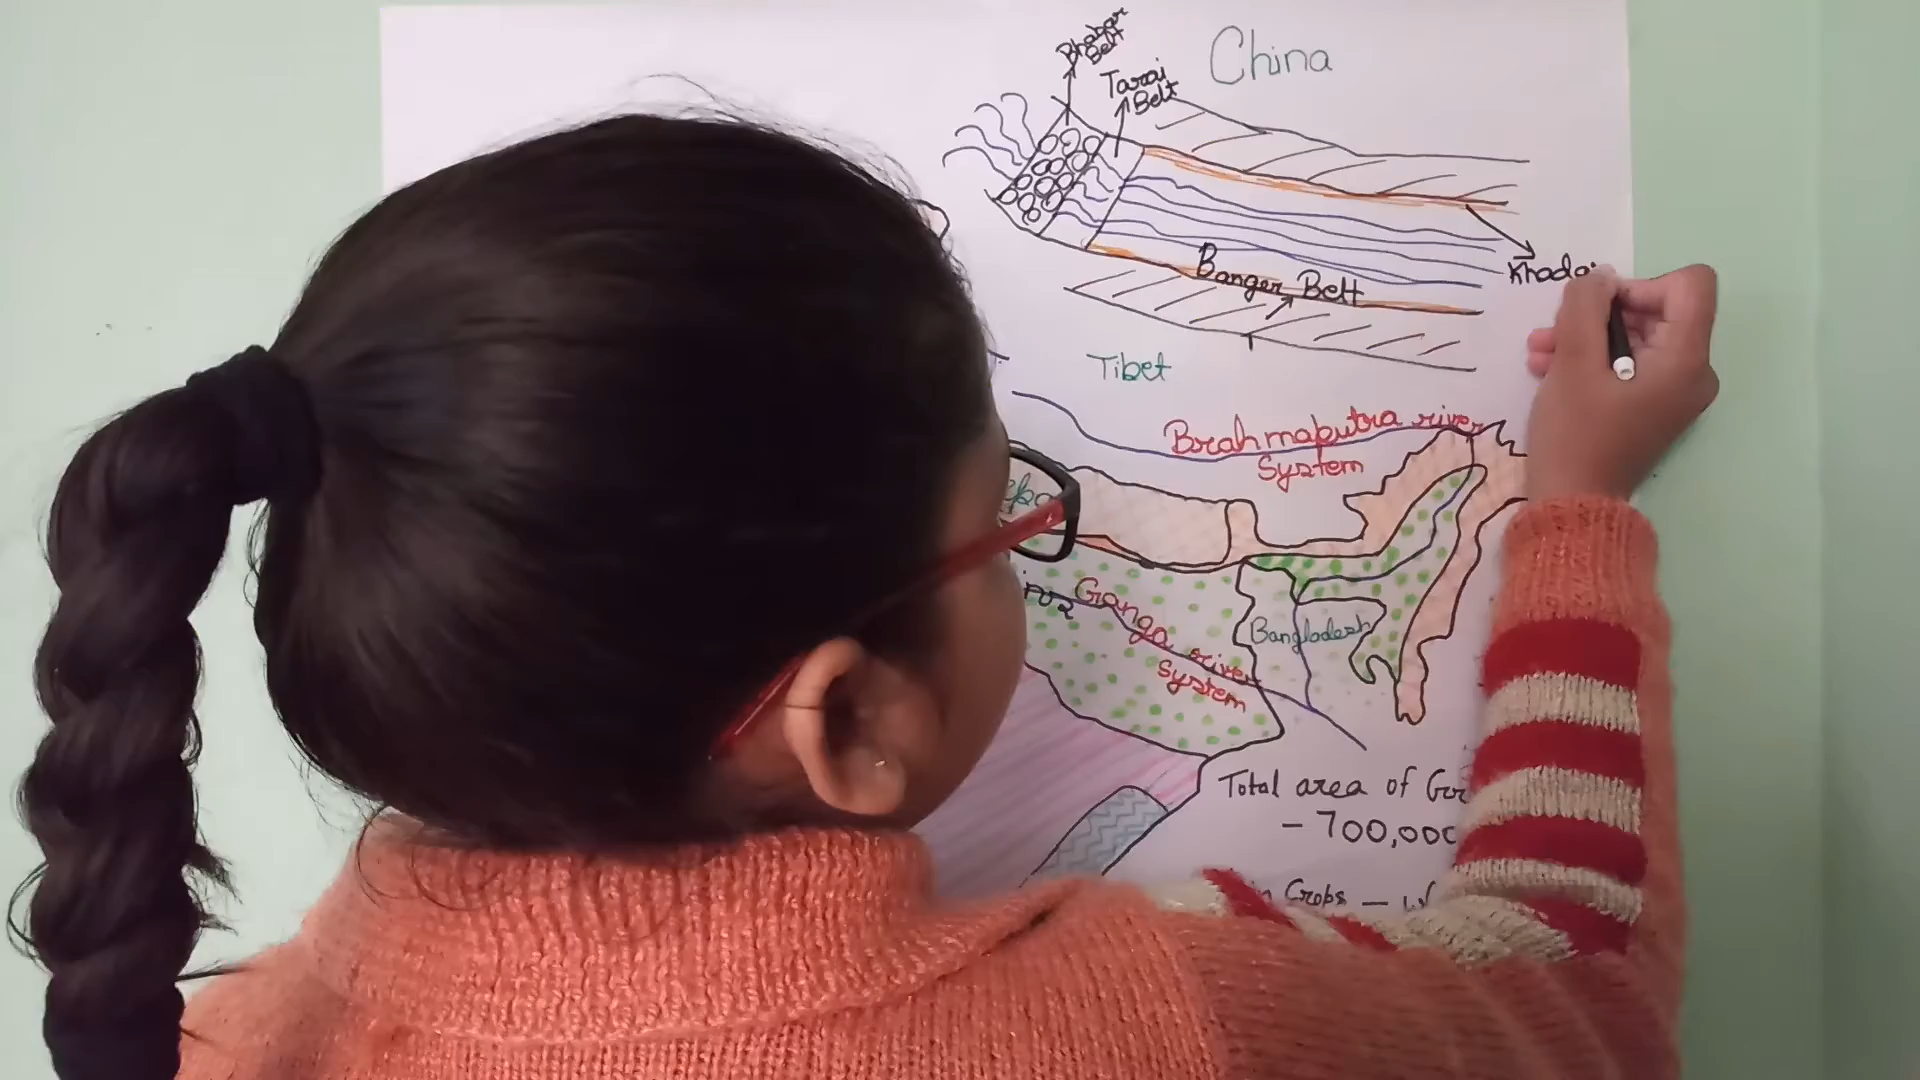 Bhabar
Belt
China
Tarai
Belt
Banger Belt
Tibet
Brahmaputra river
System
Ganga river
System
Bangladesh
Total area of
- 700,000
Crops -